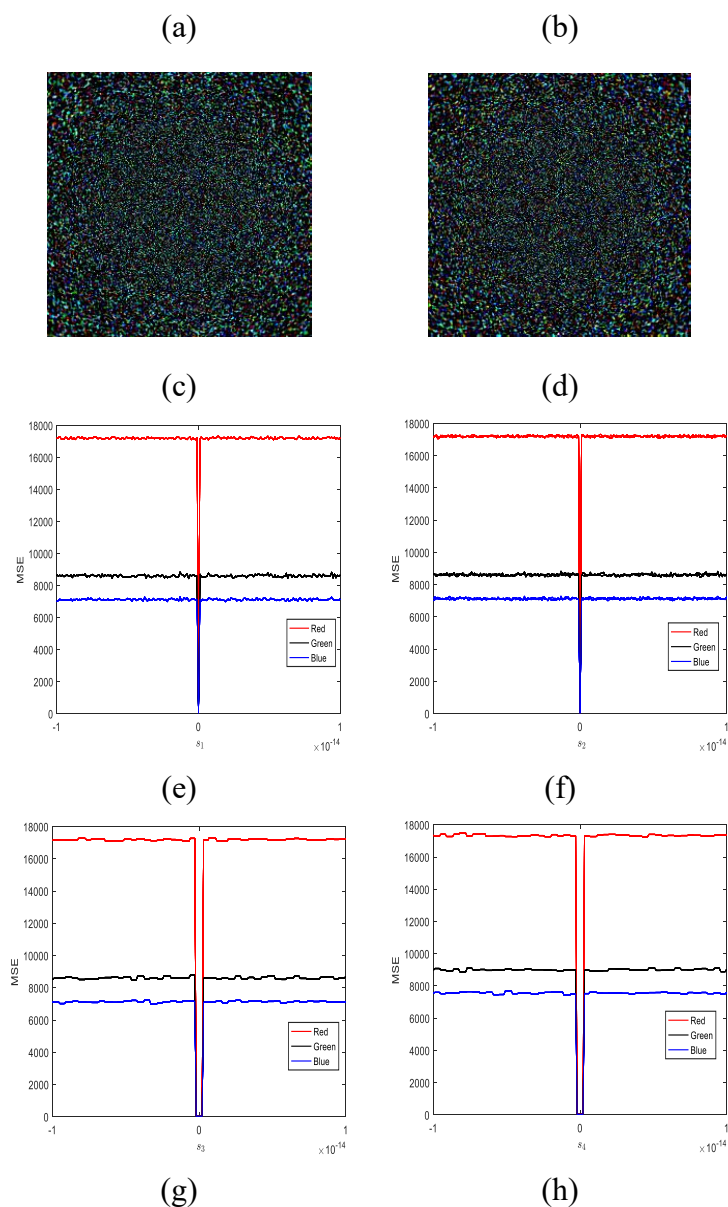 (a) (b)
(c) (d)
18000
16000
14000
12000
10000
8000
6000
4000
2000
0
MSE
Red
Green
Blue
-1 0 1
s1 ×10-14
18000
16000
14000
12000
10000
8000
6000
4000
2000
0
MSE
Red
Green
Blue
-1 0 1
s2 ×10-14
(e) (f)
18000
16000
14000
12000
10000
8000
6000
4000
2000
0
MSE
Red
Green
Blue
-1 0 1
s3 ×10-14
18000
16000
14000
12000
10000
8000
6000
4000
2000
0
MSE
Red
Green
Blue
-1 0 1
s4 ×10-14
(g) (h)